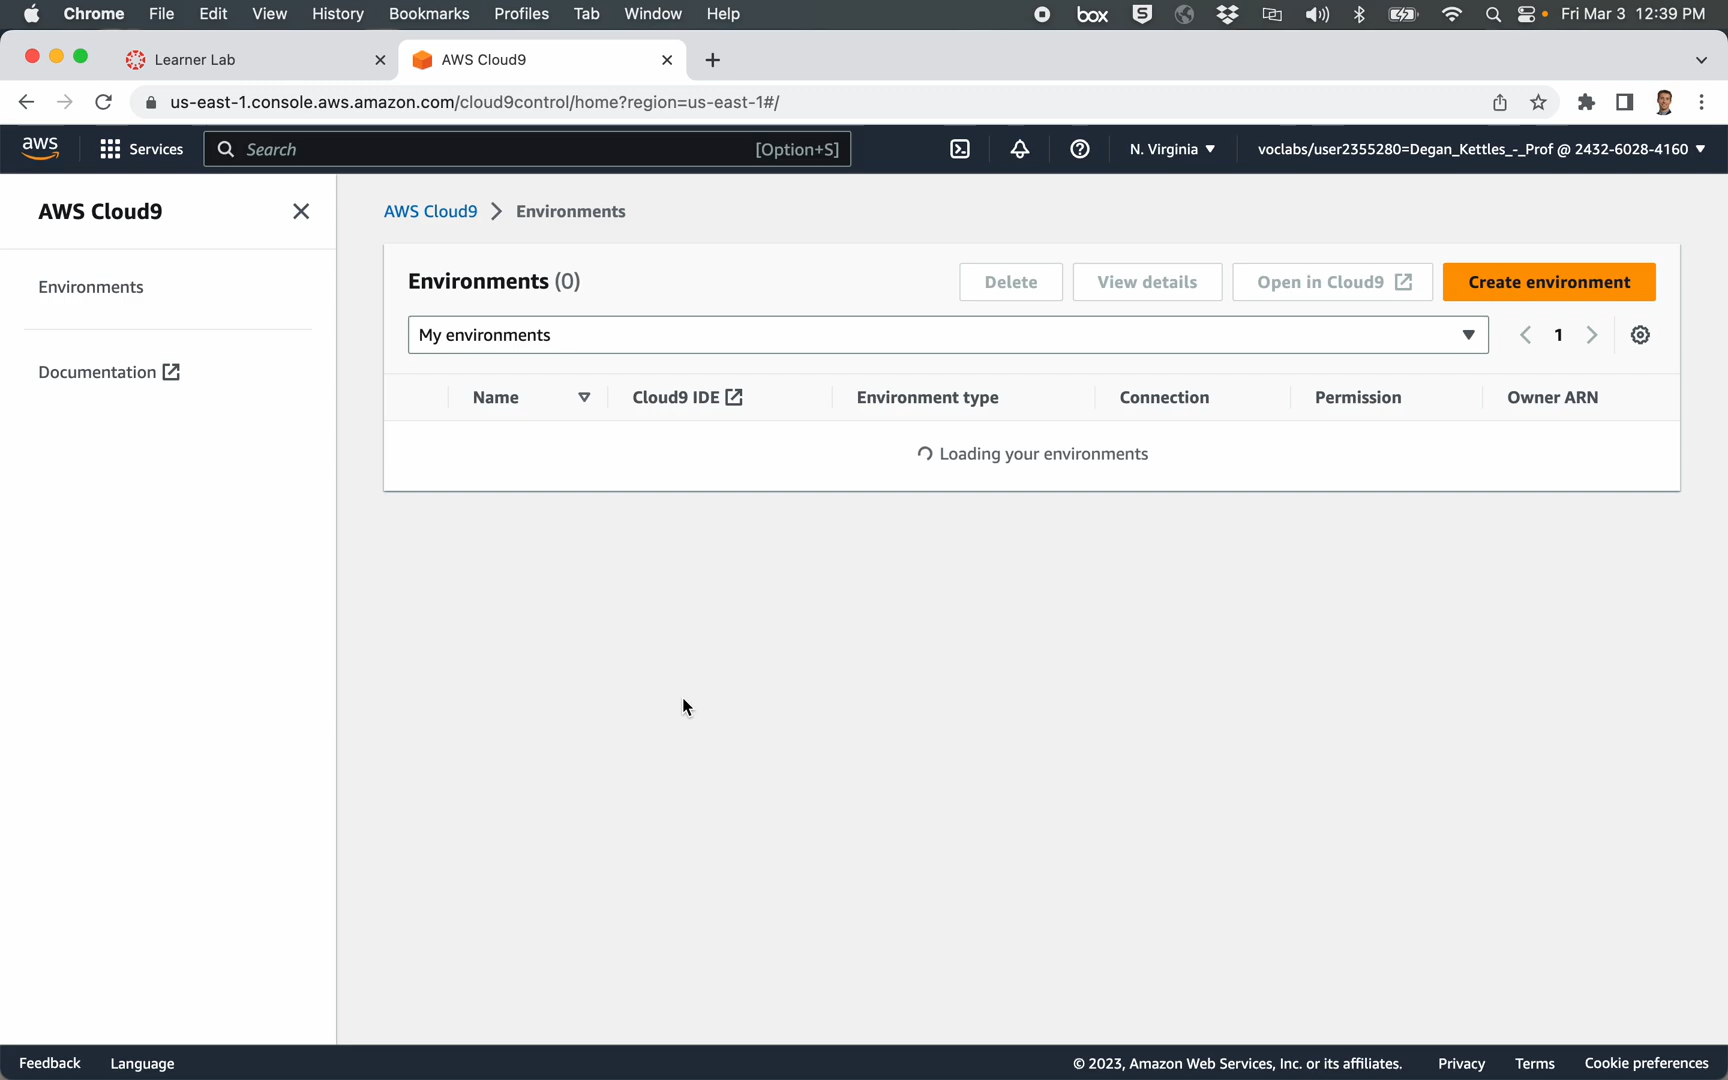 Chrome File Edit View History Bookmarks Profiles Tab Window Help box S Fri Mar 3 12:39 PM
Learner Lab AWS Cloud9
us-east-1.console.aws.amazon.com/cloud9control/home?region=us-east-1#/
aws Services Search [Option+S] N. Virginia voclabs/user2355280=Degan_Kettles_-_Prof @ 2432-6028-4160
AWS Cloud9
Environments
Documentation
AWS Cloud9 Environments
Environments (0) Delete View details Open in Cloud9 Create environment
My environments 1
Name Cloud9 IDE Environment type Connection Permission Owner ARN
Loading your environments
Feedback Language © 2023, Amazon Web Services, Inc. or its affiliates. Privacy Terms Cookie preferences